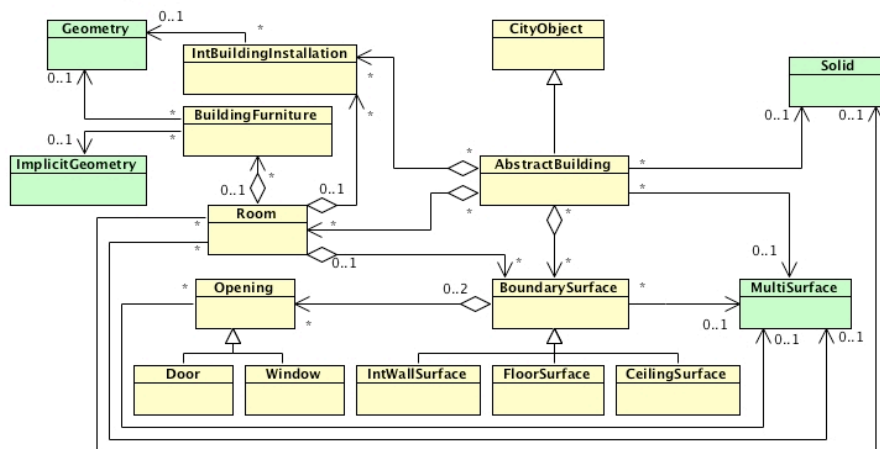 Geometry
0..1
*
IntBuildingInstallation
CityObject
Solid
0..1
*
*
BuildingFurniture
*
0..1
0..1
0..1
*
*
ImplicitGeometry
*
AbstractBuilding
*
0..1
*
0..1
*
*
*
Room
*
*
*
0..1
*
*
0..1
Opening
*
0..2
*
BoundarySurface
*
0..1
MultiSurface
0..1
0..1
Door
Window
IntWallSurface
FloorSurface
CeilingSurface